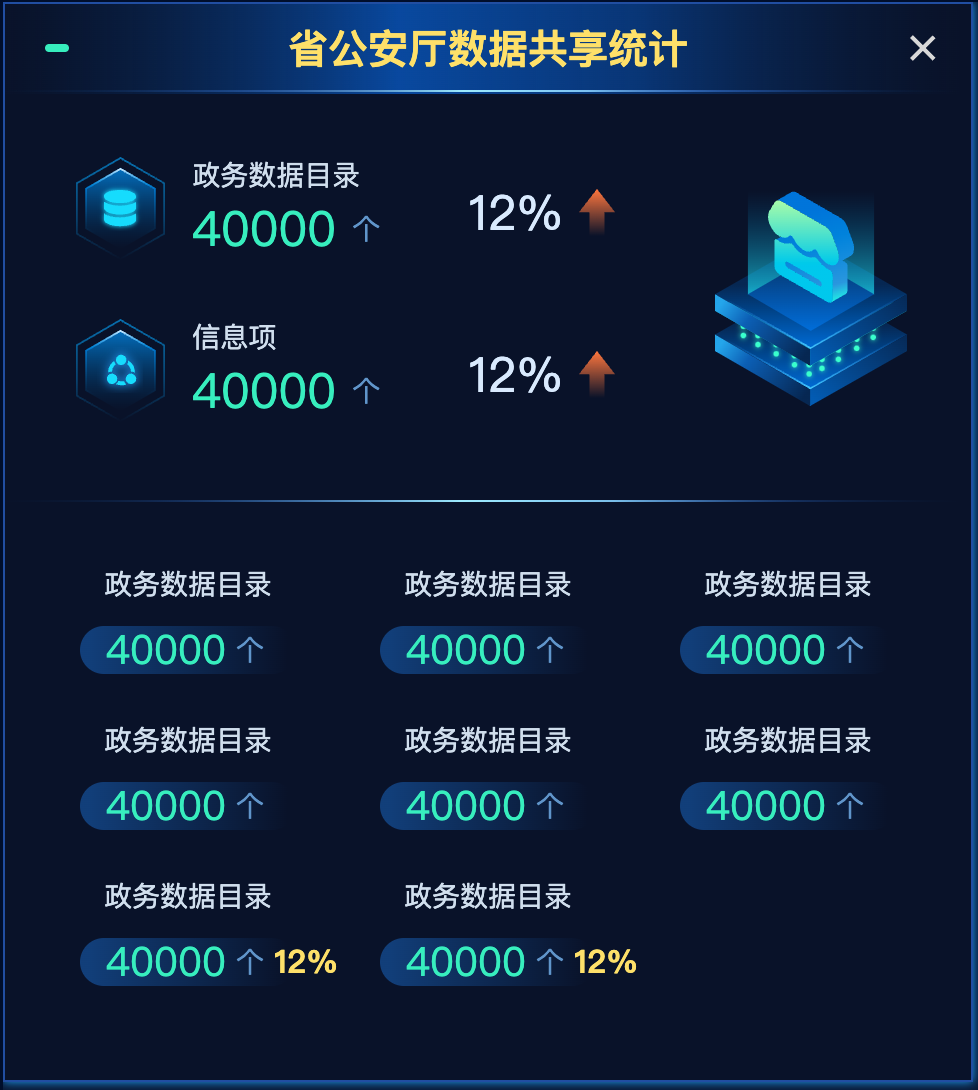 省公安厅数据共享统计
政务数据目录
40000 个
12%
信息项
40000 个
12%
政务数据目录 政务数据目录 政务数据目录
40000 个 40000 个 40000 个
政务数据目录 政务数据目录 政务数据目录
40000 个 40000 个 40000 个
政务数据目录 政务数据目录
40000 个 12% 40000 个 12%